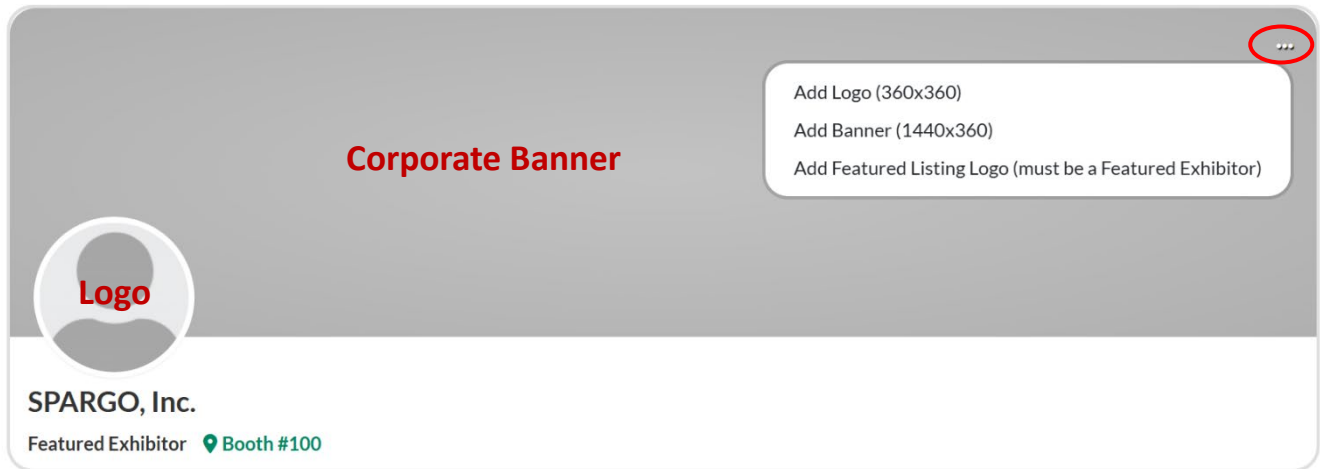 ...
Add Logo (360x360)
Add Banner (1440x360)
Add Featured Listing Logo (must be a Featured Exhibitor)
Corporate Banner
Logo
SPARGO, Inc.
Featured Exhibitor Booth #100